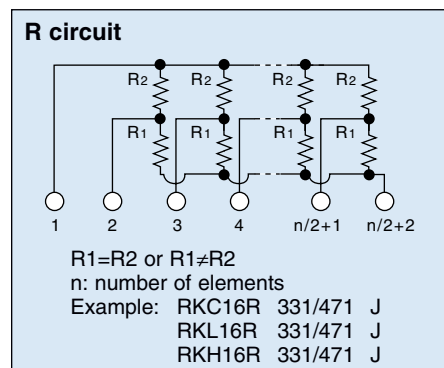 R circuit
R2 R2 R2 R2
R1 R1 R1 R1
1 2 3 4 n/2+1 n/2+2
R1=R2 or R1≠R2
n: number of elements
Example: RKC16R 331/471 J
RKL16R 331/471 J
RKH16R 331/471 J